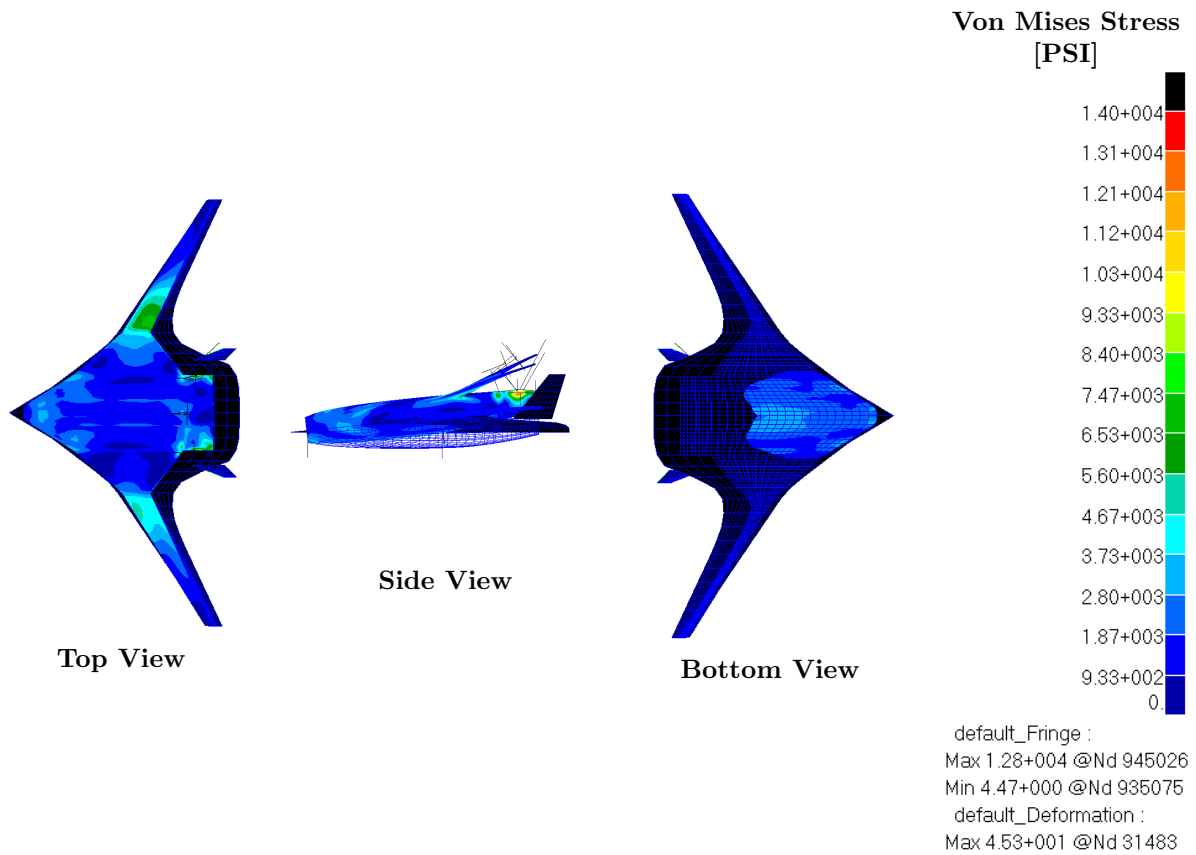 Von Mises Stress
[PSI]
1.40+004
1.31+004
1.21+004
1.12+004
1.03+004
9.33+003
8.40+003
7.47+003
6.53+003
5.60+003
4.67+003
3.73+003
2.80+003
1.87+003
9.33+002
0.
Side View
Top View
Bottom View
default_Fringe :
Max 1.28+004 @Nd 945026
Min 4.47+000 @Nd 935075
default_Deformation :
Max 4.53+001 @Nd 31483